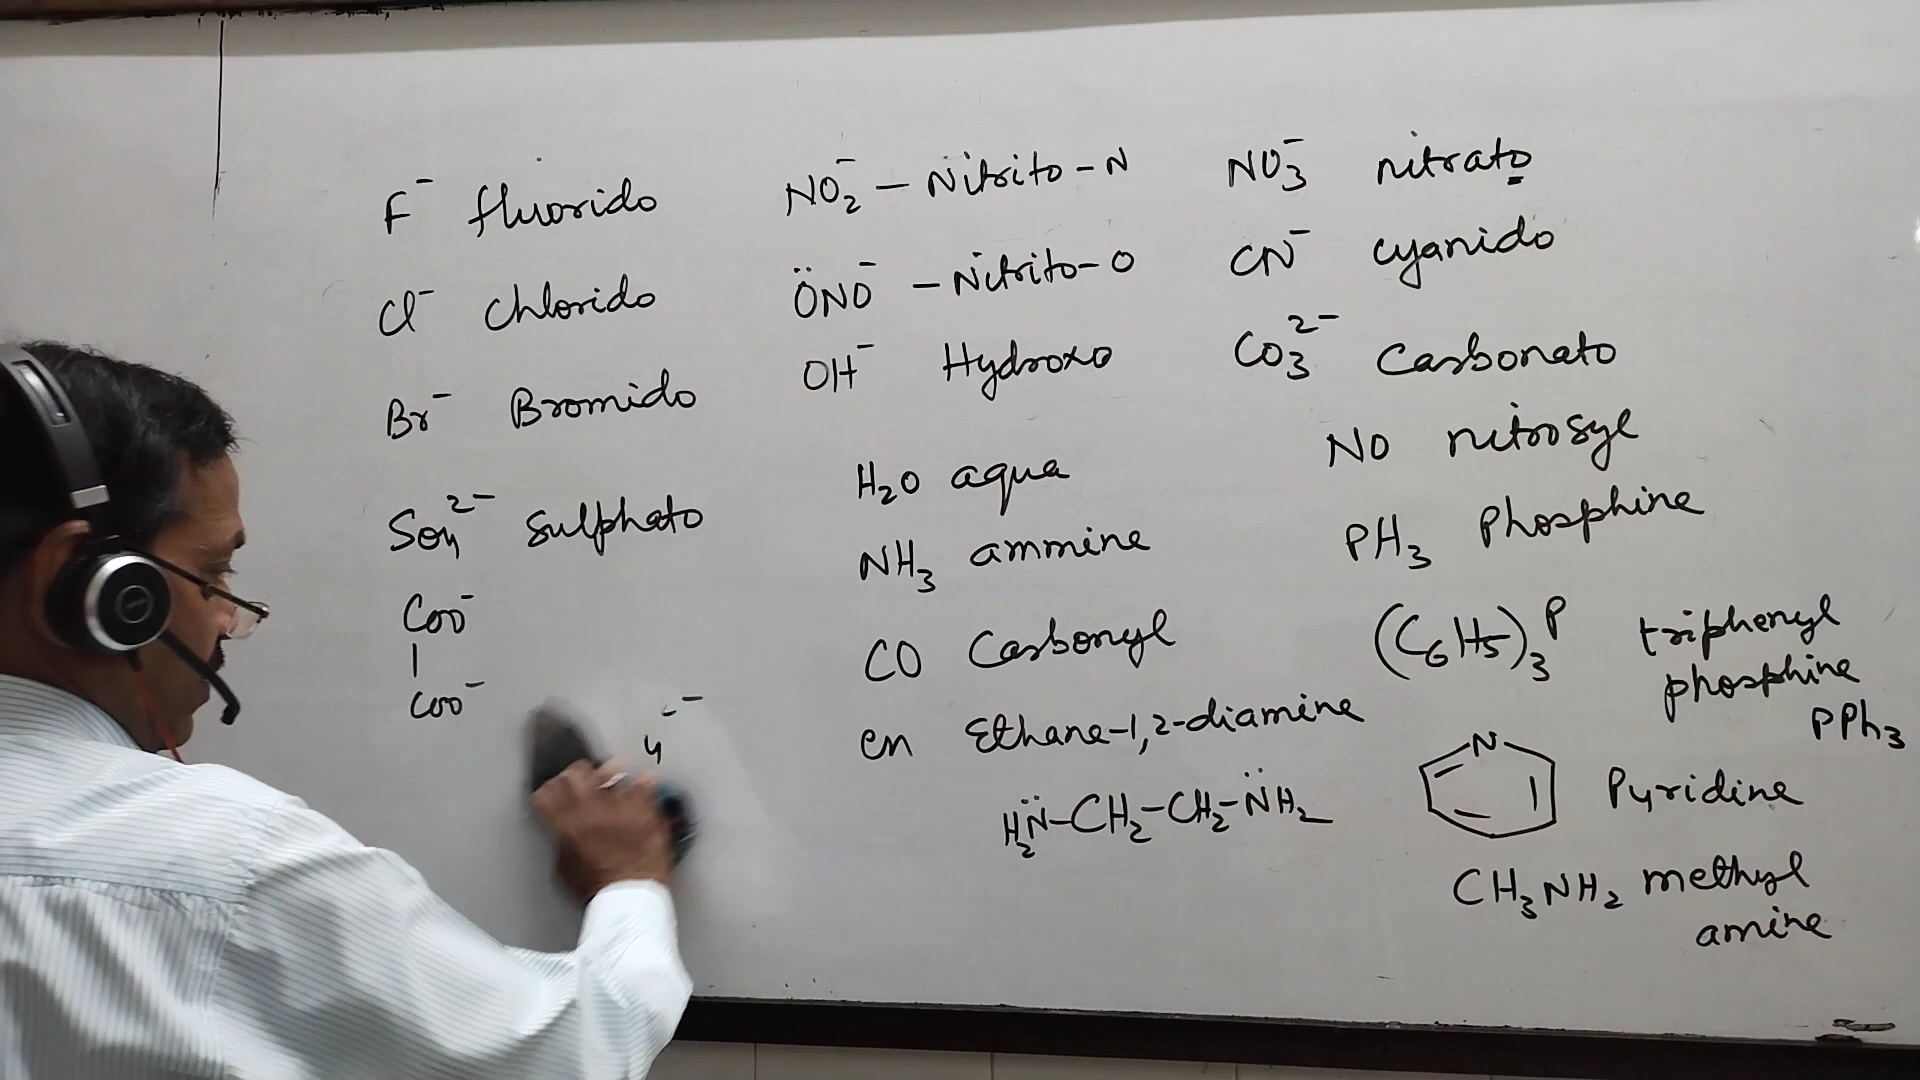 F⁻ fluorido
Cl⁻ Chlorido
Br⁻ Bromido
SO₄²⁻ Sulphato
COO⁻
|
COO⁻
4 -
NO₂⁻ — Nitrito-N
ÖNO⁻ — Nitrito-O
OH⁻ Hydroxo
H₂O aqua
NH₃ ammine
CO Carbonyl
en Ethane-1,2-diamine
H₂N̈-CH₂-CH₂-N̈H₂
NO₃⁻ nitrato
CN⁻ cyanido
CO₃²⁻ Carbonato
NO nitrosyl
PH₃ Phosphine
(C₆H₅)₃P triphenyl
phosphine
PPh₃
N Pyridine
CH₃NH₂ methyl
amine